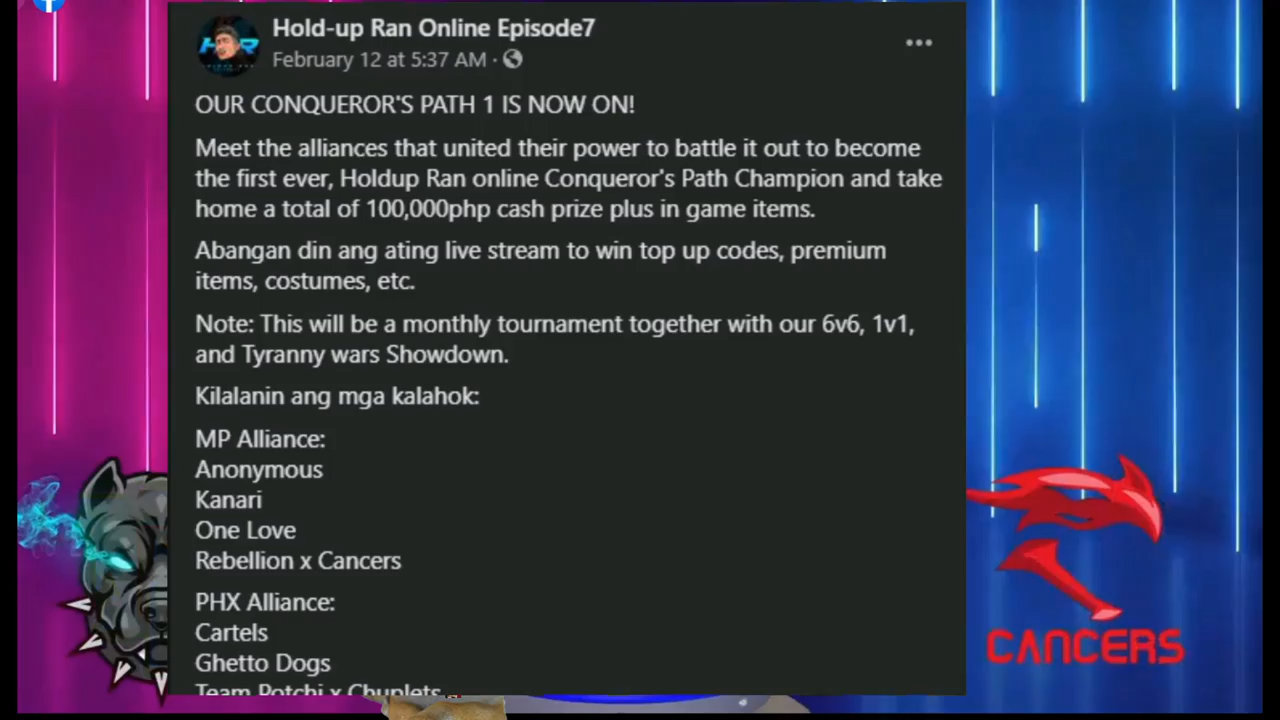 Hold-up Ran Online Episode7
February 12 at 5:37 AM ·
OUR CONQUEROR'S PATH 1 IS NOW ON!
Meet the alliances that united their power to battle it out to become
the first ever, Holdup Ran online Conqueror's Path Champion and take
home a total of 100,000php cash prize plus in game items.
Abangan din ang ating live stream to win top up codes, premium
items, costumes, etc.
Note: This will be a monthly tournament together with our 6v6, 1v1,
and Tyranny wars Showdown.
Kilalanin ang mga kalahok:
MP Alliance:
Anonymous
Kanari
One Love
Rebellion x Cancers
PHX Alliance:
Cartels
Ghetto Dogs
Team Potchi x Chuplets
CANCERS